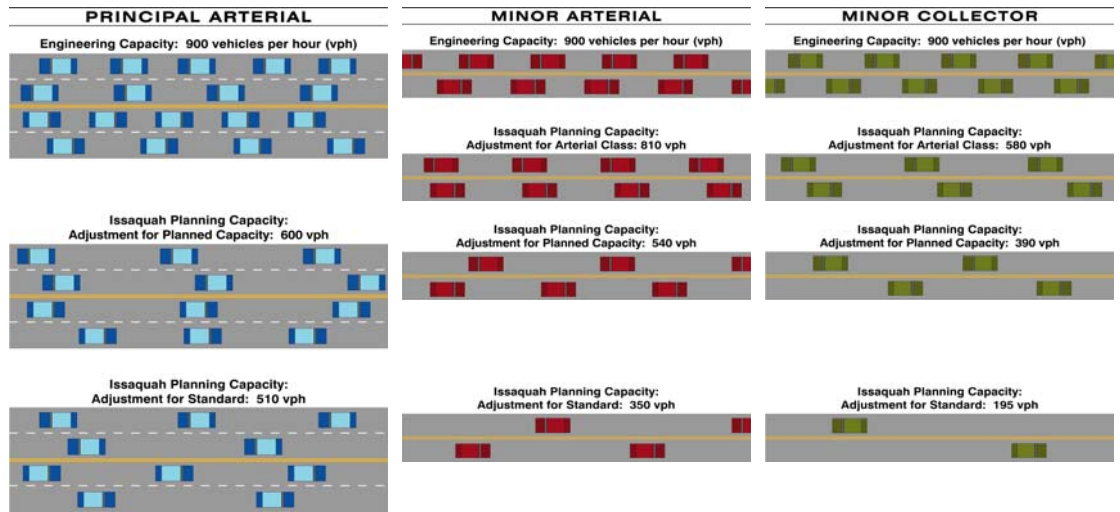 PRINCIPAL ARTERIAL
Engineering Capacity: 900 vehicles per hour (vph)
Issaquah Planning Capacity:
Adjustment for Planned Capacity: 600 vph
Issaquah Planning Capacity:
Adjustment for Standard: 510 vph
MINOR ARTERIAL
Engineering Capacity: 900 vehicles per hour (vph)
Issaquah Planning Capacity:
Adjustment for Arterial Class: 810 vph
Issaquah Planning Capacity:
Adjustment for Planned Capacity: 540 vph
Issaquah Planning Capacity:
Adjustment for Standard: 350 vph
MINOR COLLECTOR
Engineering Capacity: 900 vehicles per hour (vph)
Issaquah Planning Capacity:
Adjustment for Arterial Class: 580 vph
Issaquah Planning Capacity:
Adjustment for Planned Capacity: 390 vph
Issaquah Planning Capacity:
Adjustment for Standard: 195 vph